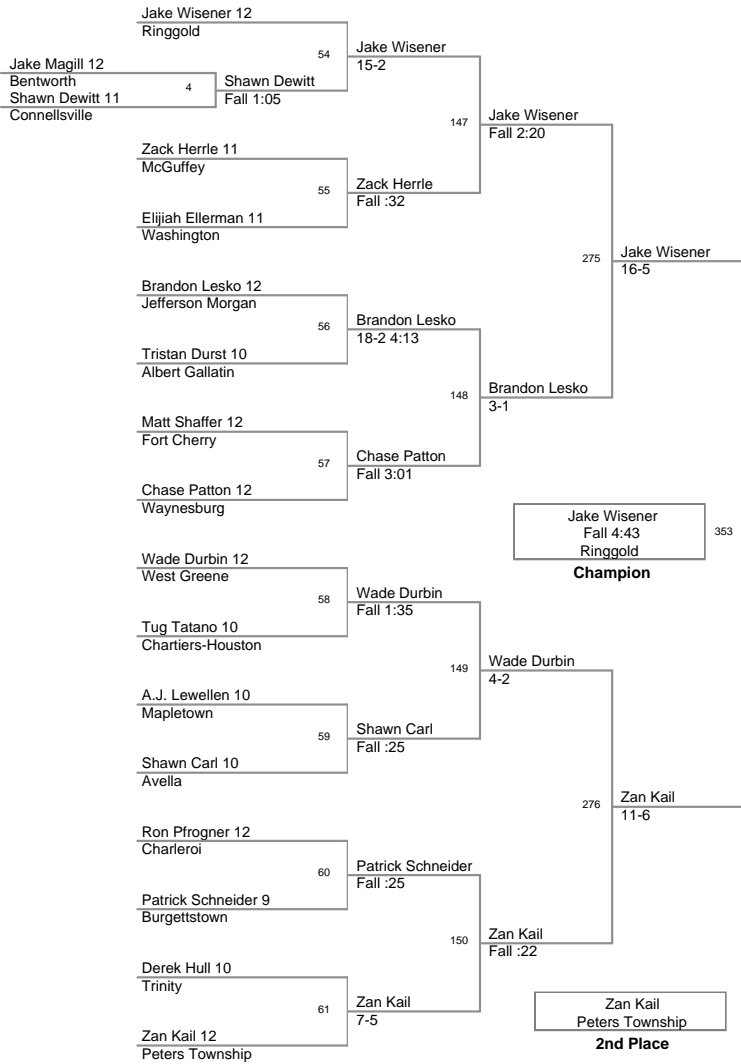 Jake Wisener 12
Ringgold
54
Jake Wisener
15-2
Jake Magill 12
Bentworth
4
Shawn Dewitt
Fall 1:05
Shawn Dewitt 11
Connellsville
147
Jake Wisener
Fall 2:20
Zack Herrle 11
McGuffey
55
Zack Herrle
Fall :32
Elijiah Ellerman 11
Washington
275
Jake Wisener
16-5
Brandon Lesko 12
Jefferson Morgan
56
Brandon Lesko
18-2 4:13
Tristan Durst 10
Albert Gallatin
148
Brandon Lesko
3-1
Matt Shaffer 12
Fort Cherry
57
Chase Patton
Fall 3:01
Chase Patton 12
Waynesburg
Jake Wisener
Fall 4:43
Ringgold
353
Champion
Wade Durbin 12
West Greene
58
Wade Durbin
Fall 1:35
Tug Tatano 10
Chartiers-Houston
149
Wade Durbin
4-2
A.J. Lewellen 10
Mapletown
59
Shawn Carl
Fall :25
Shawn Carl 10
Avella
276
Zan Kail
11-6
Ron Pfrogner 12
Charleroi
60
Patrick Schneider
Fall :25
Patrick Schneider 9
Burgettstown
150
Zan Kail
Fall :22
Derek Hull 10
Trinity
61
Zan Kail
7-5
Zan Kail 12
Peters Township
Zan Kail
Peters Township
2nd Place